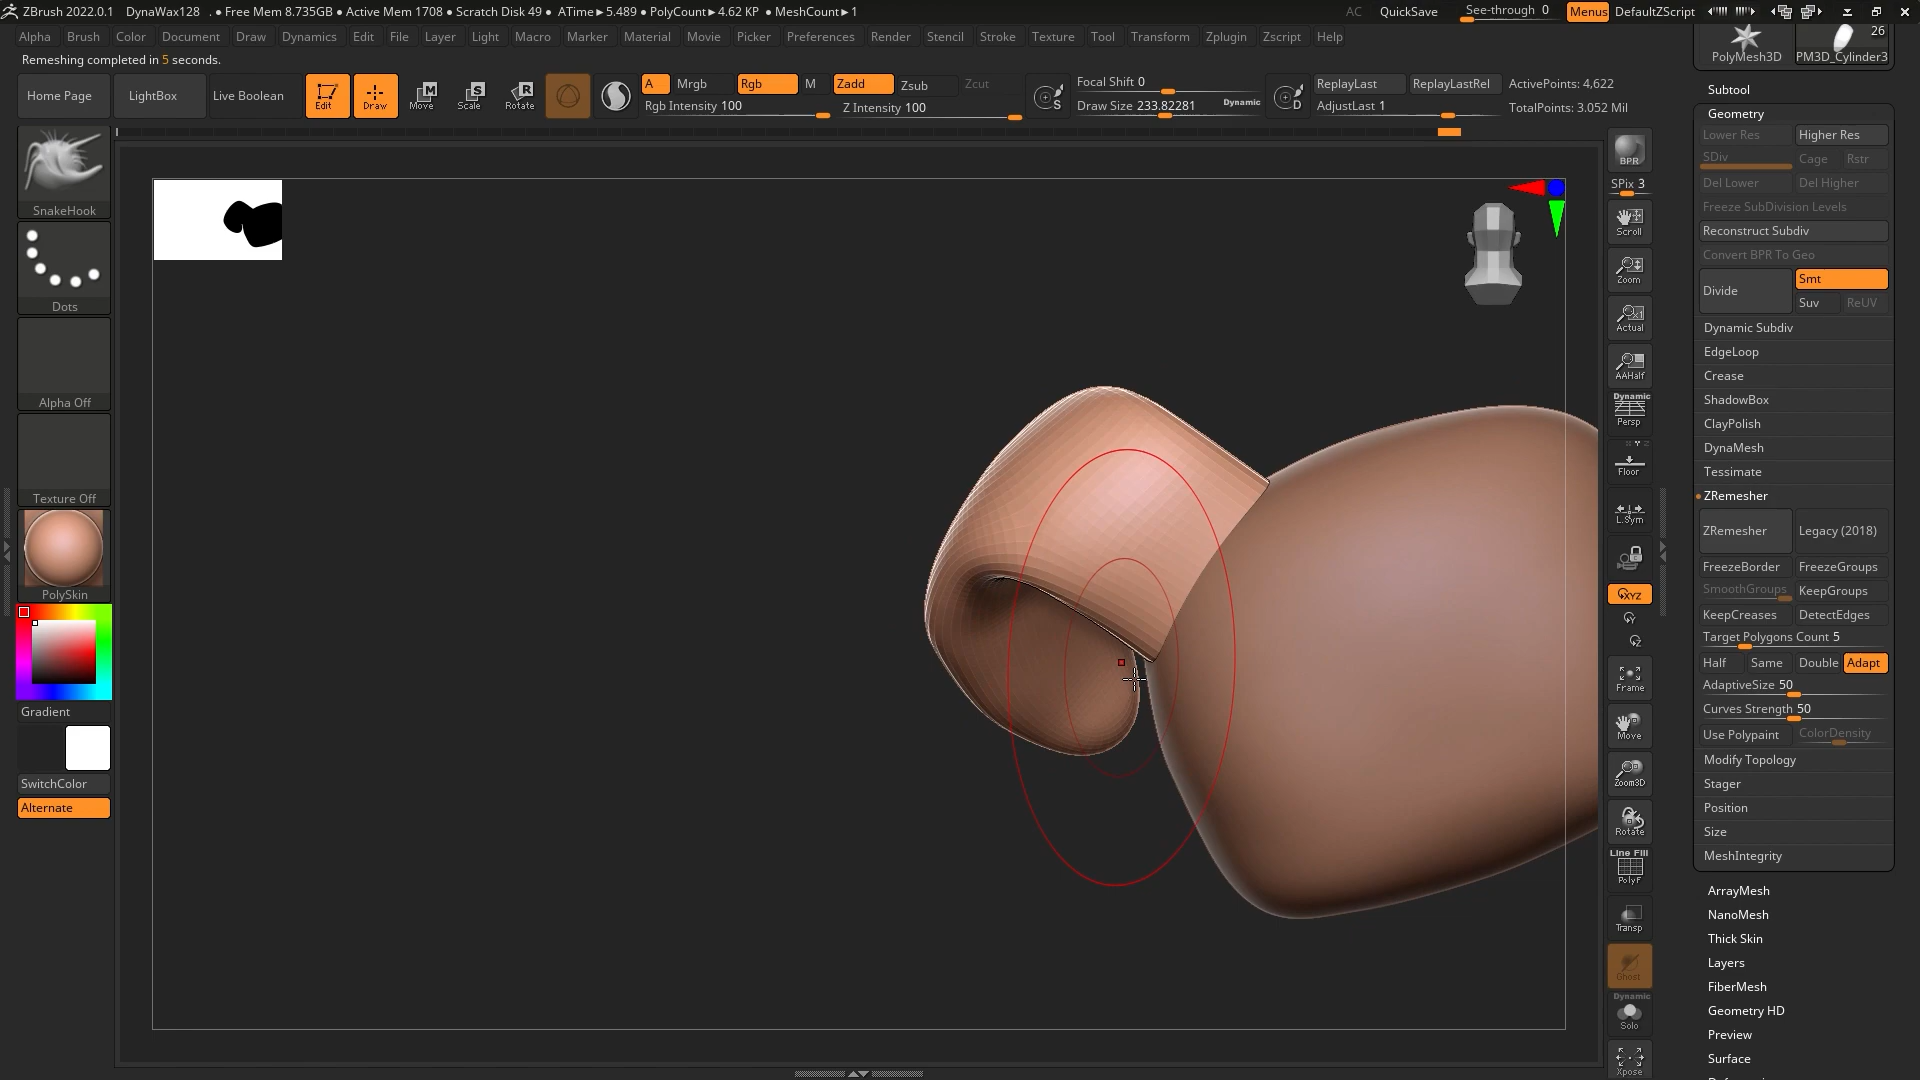 ZBrush 2022.0.1 DynaWax128 . ● Free Mem 8.735GB ● Active Mem 1708 ● Scratch Disk 49 ● ATime►5.489 ● PolyCount►4.62 KP ● MeshCount►1
AC QuickSave See-through 0 Menus DefaultZScript
Alpha Brush Color Document Draw Dynamics Edit File Layer Light Macro Marker Material Movie Picker Preferences Render Stencil Stroke Texture Tool Transform Zplugin Zscript Help
Remeshing completed in 5 seconds.
Home Page LightBox Live Boolean Edit Draw Move Scale Rotate
A Mrgb Rgb M Zadd Zsub Zcut
Rgb Intensity 100 Z Intensity 100
Focal Shift 0
Draw Size 233.82281 Dynamic
ReplayLast ReplayLastRel ActivePoints: 4,622
AdjustLast 1 TotalPoints: 3.052 Mil
SnakeHook
Dots
Alpha Off
Texture Off
PolySkin
Gradient
SwitchColor
Alternate
BPR
SPix 3
Scroll
Zoom
Actual
AAHalf
Dynamic
Persp
Floor
L.Sym
XYZ
Frame
Move
Zoom3D
Rotate
Line Fill
PolyF
Transp
Ghost
Dynamic
Solo
Xpose
26
PolyMesh3D PM3D_Cylinder3
Subtool
Geometry
Lower Res Higher Res
SDiv Cage Rstr
Del Lower Del Higher
Freeze SubDivision Levels
Reconstruct Subdiv
Convert BPR To Geo
Divide Smt
Suv ReUV
Dynamic Subdiv
EdgeLoop
Crease
ShadowBox
ClayPolish
DynaMesh
Tessimate
ZRemesher
ZRemesher Legacy (2018)
FreezeBorder FreezeGroups
SmoothGroups KeepGroups
KeepCreases DetectEdges
Target Polygons Count 5
Half Same Double Adapt
AdaptiveSize 50
Curves Strength 50
Use Polypaint ColorDensity
Modify Topology
Stager
Position
Size
MeshIntegrity
ArrayMesh
NanoMesh
Thick Skin
Layers
FiberMesh
Geometry HD
Preview
Surface